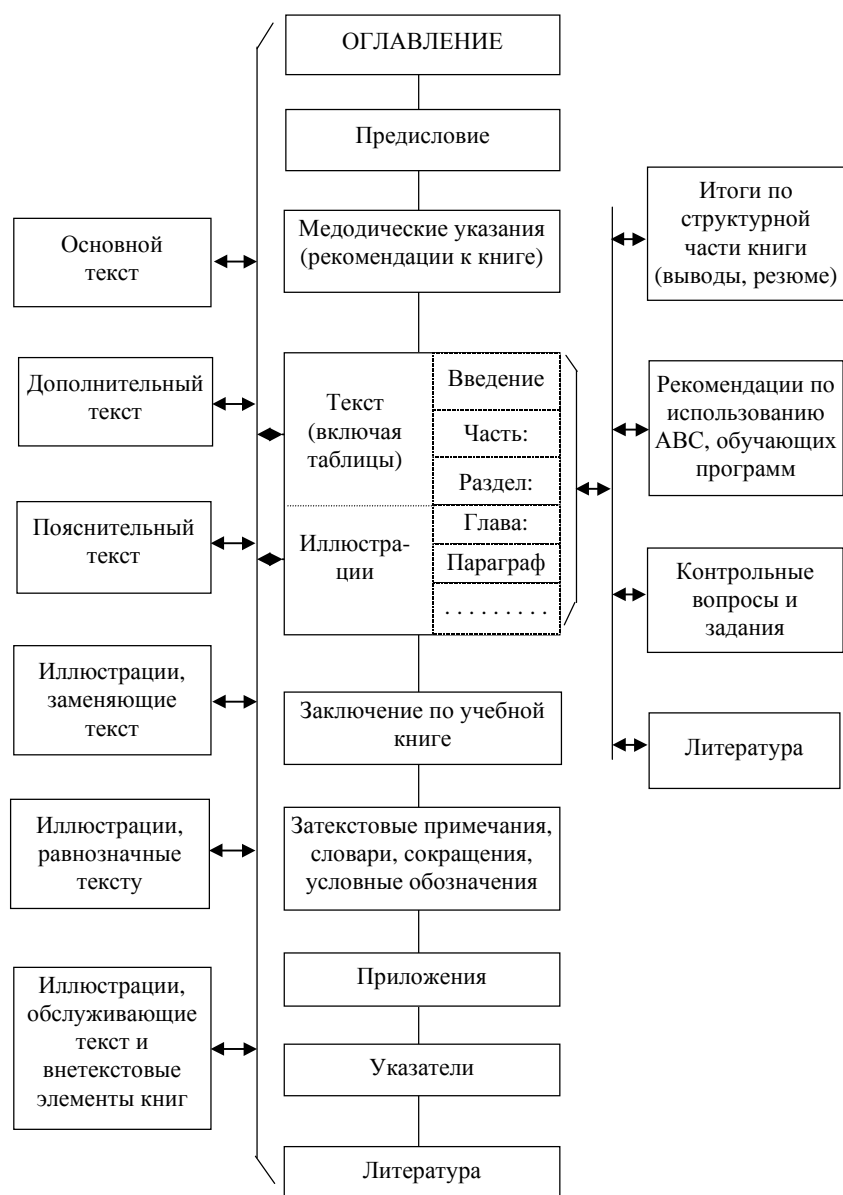 ОГЛАВЛЕНИЕ
Предисловие
Медодические указания
(рекомендации к книге)
Текст
(включая
таблицы)
Иллюстра-
ции
Введение
Часть:
Раздел:
Глава:
Параграф
. . . . . . . . .
Заключение по учебной
книге
Затекстовые примечания,
словари, сокращения,
условные обозначения
Приложения
Указатели
Литература
Основной
текст
Дополнительный
текст
Пояснительный
текст
Иллюстрации,
заменяющие
текст
Иллюстрации,
равнозначные
тексту
Иллюстрации,
обслуживающие
текст и
внетекстовые
элементы книг
Итоги по
структурной
части книги
(выводы, резюме)
Рекомендации по
использованию
АВС, обучающих
программ
Контрольные
вопросы и
задания
Литература